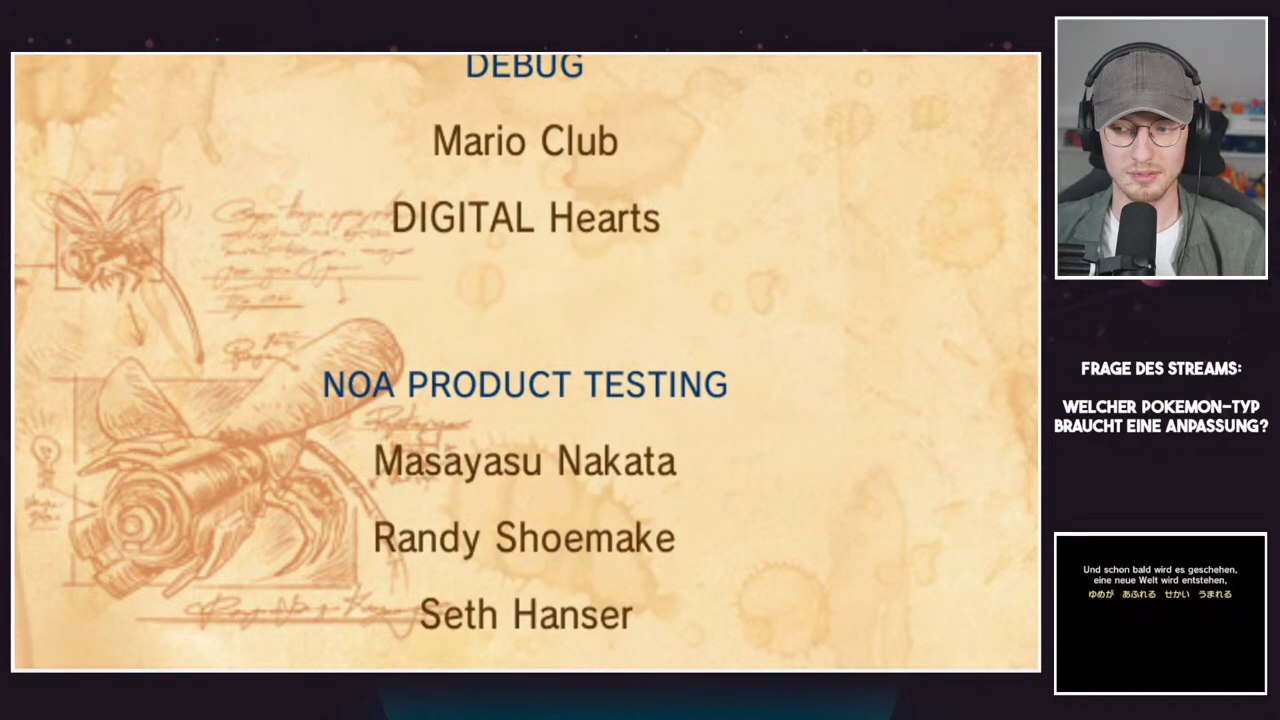 DEBUG
Mario Club
DIGITAL Hearts
NOA PRODUCT TESTING
Masayasu Nakata
Randy Shoemake
Seth Hanser
FRAGE DES STREAMS:
WELCHER POKEMON-TYP
BRAUCHT EINE ANPASSUNG?
Und schon bald wird es geschehen,
eine neue Welt wird entstehen,
ゆめが あふれる せかい うまれる